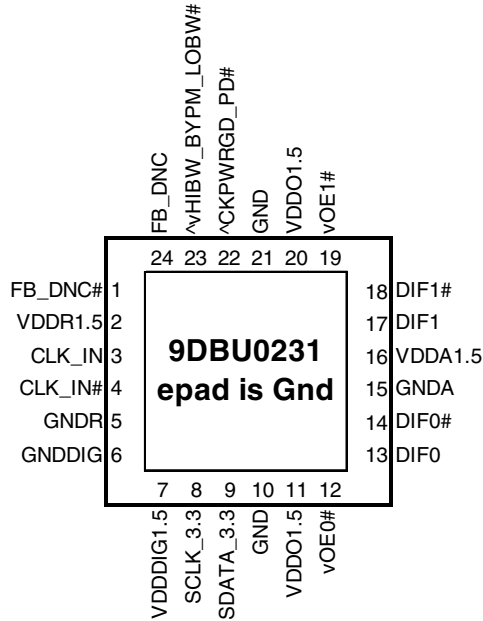 FB_DNC
^vHIBW_BYPM_LOBW#
^CKPWRGD_PD#
GND
VDDO1.5
vOE1#
24 23 22 21 20 19
FB_DNC# 1
VDDR1.5 2
CLK_IN 3
CLK_IN# 4
GNDR 5
GNDDIG 6
9DBU0231
epad is Gnd
18 DIF1#
17 DIF1
16 VDDA1.5
15 GNDA
14 DIF0#
13 DIF0
7 8 9 10 11 12
VDDDIG1.5
SCLK_3.3
SDATA_3.3
GND
VDDO1.5
vOE0#